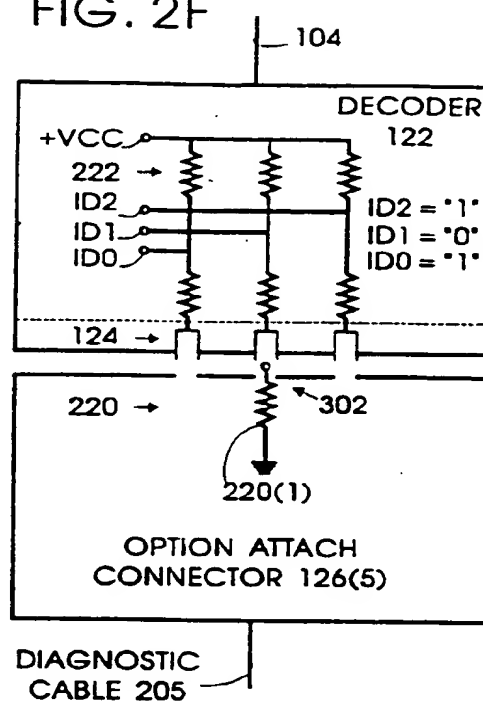 FIG. 2F
104
DECODER
122
+VCC
222 →
ID2
ID1
ID0
ID2 = "1"
ID1 = "0"
ID0 = "1"
124 →
220 →
302
220(1)
OPTION ATTACH
CONNECTOR 126(5)
DIAGNOSTIC
CABLE 205